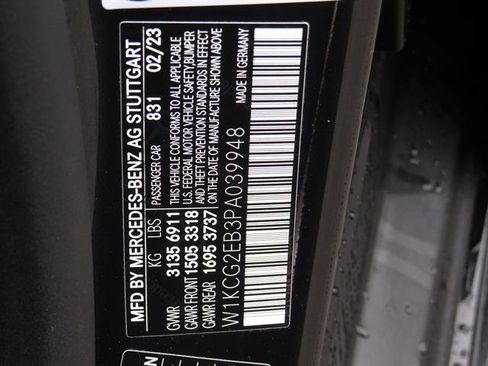 MFD BY MERCEDES-BENZ AG STUTTGART
PASSENGER CAR 831 02/23
KG LBS
GVWR 3135 6911
GAWR FRONT 1505 3318
GAWR REAR 1695 3737
THIS VEHICLE CONFORMS TO ALL APPLICABLE
U.S. FEDERAL MOTOR VEHICLE SAFETY,BUMPER
AND THEFT PREVENTION STANDARDS IN EFFECT
ON THE DATE OF MANUFACTURE SHOWN ABOVE.
W1KCG2EB3PA039948
MADE IN GERMANY